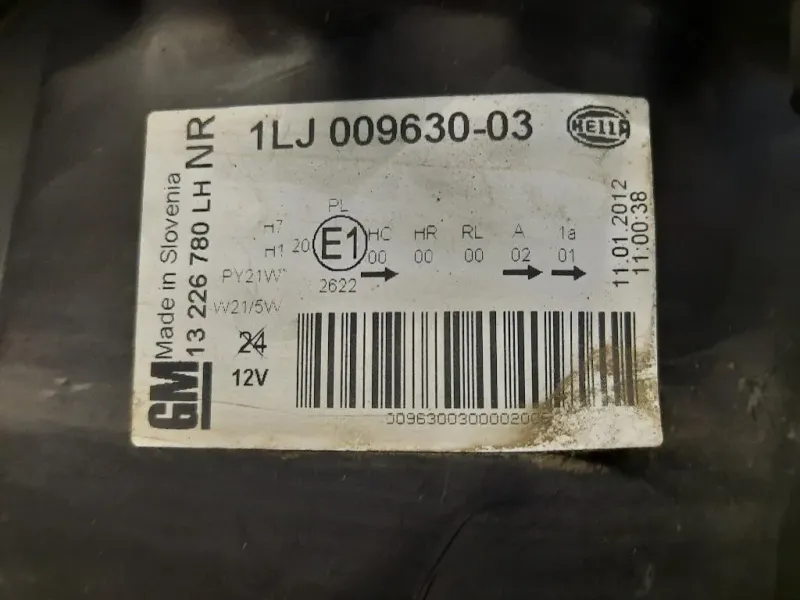 1LJ 009630-03
HELLA
GM
Made in Slovenia
13 226 780 LH NR
PL
H7
H1
20
E1
HC HR RL A 1a
00 00 00 02 01
PY21W
2622
W21/5W
24
12V
11.01.2012
11:00:38